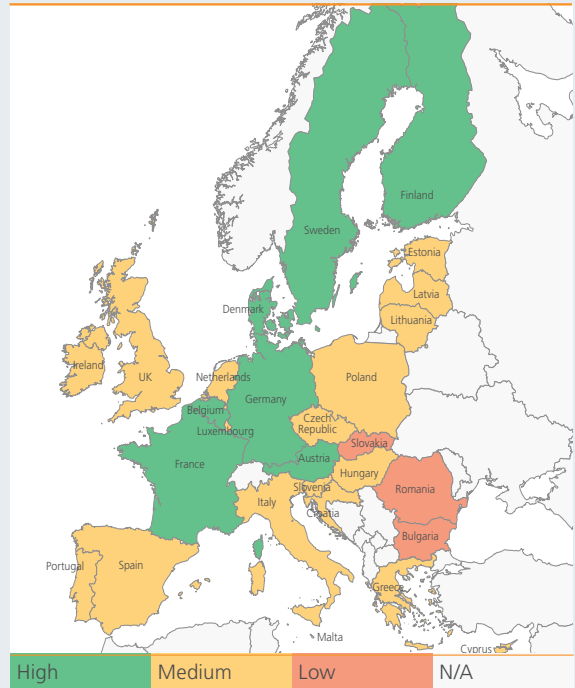 Finland
Sweden
Estonia
Latvia
Denmark
Lithuania
Ireland
UK
Netherlands
Poland
Germany
Belgium
Czech
Republic
Luxembourg
Slovakia
Austria
France
Hungary
Slovenia
Romania
Italy
Croatia
Bulgaria
Portugal
Spain
Greece
Malta
Cyprus
High Medium Low N/A